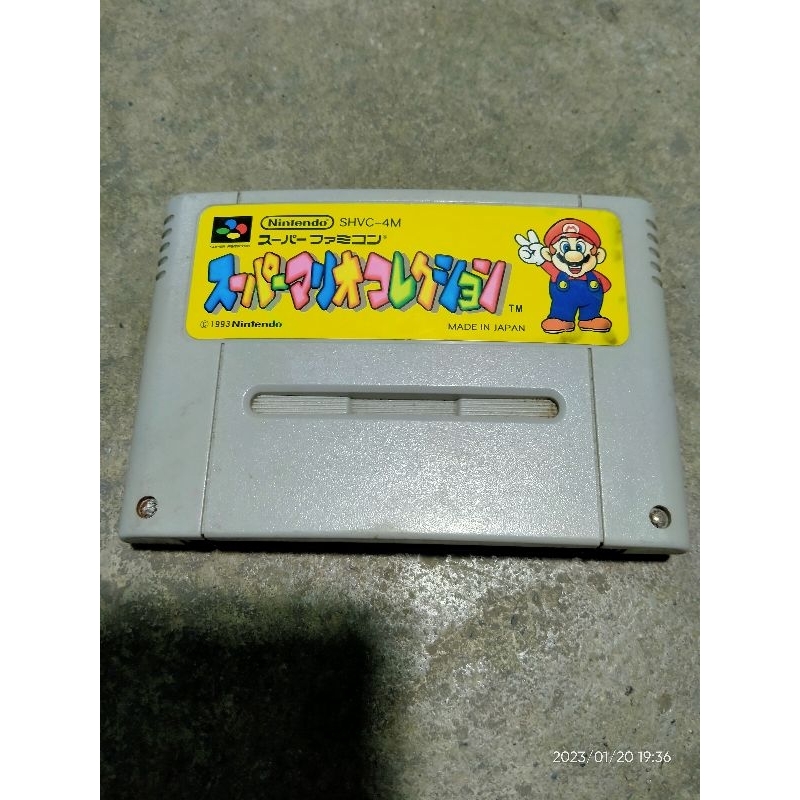 Nintendo SHVC-4M
スーパーファミコン
スーパーマリオコレクション TM
© 1993 Nintendo
MADE IN JAPAN
2023/01/20 19:36